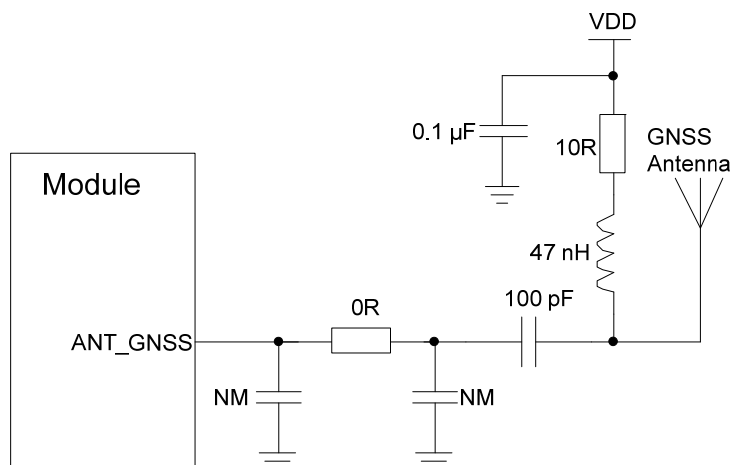 VDD
0.1 µF
10R
GNSS
Antenna
Module
47 nH
100 pF
0R
ANT_GNSS
NM
NM